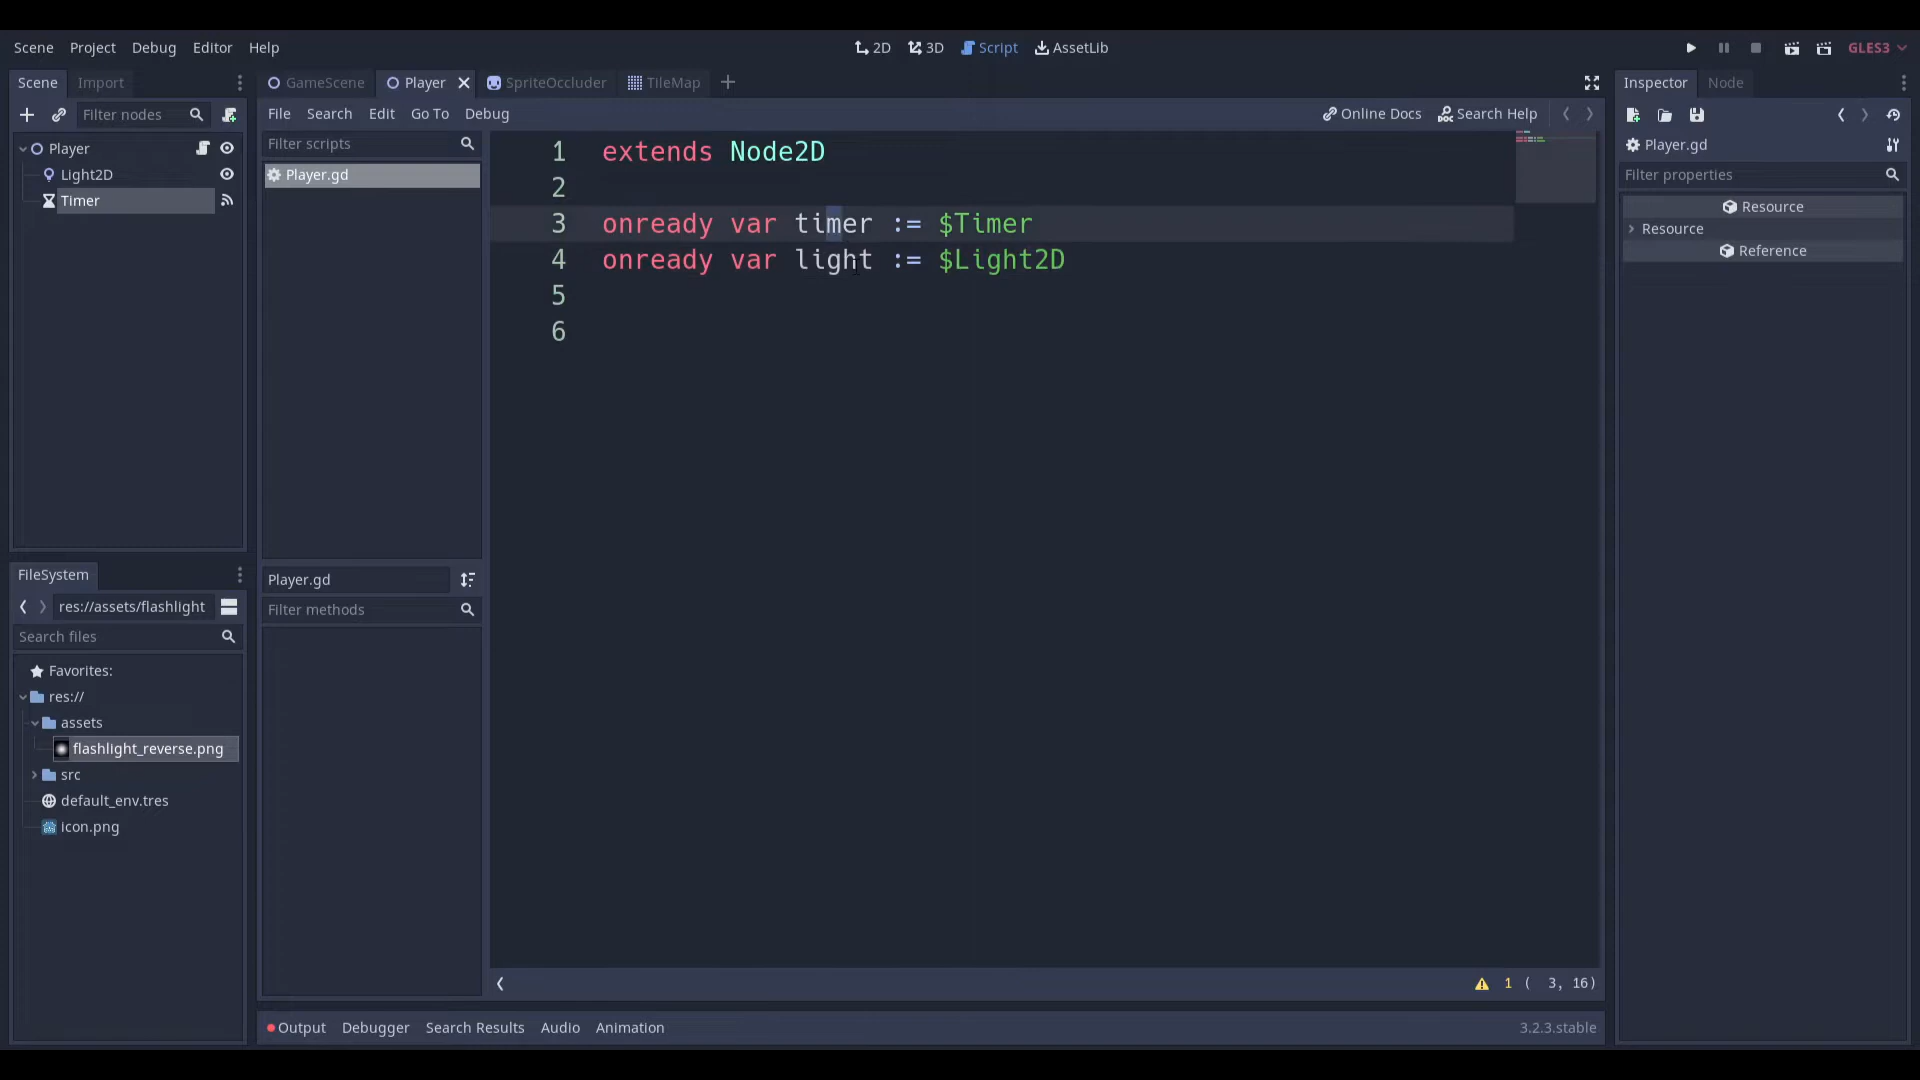 Scene Project Debug Editor Help
2D 3D Script AssetLib
GLES3
Scene Import
GameScene Player SpriteOccluder TileMap
Inspector Node
Filter nodes
File Search Edit Go To Debug
Online Docs Search Help
Player
Light2D
Timer
Filter scripts
Player.gd
1 extends Node2D
2
3 onready var timer := $Timer
4 onready var light := $Light2D
5
6
Player.gd
Filter properties
Resource
Resource
Reference
FileSystem
res://assets/flashlight
Search files
Favorites:
res://
assets
flashlight_reverse.png
src
default_env.tres
icon.png
Player.gd
Filter methods
1 ( 3, 16)
Output Debugger Search Results Audio Animation
3.2.3.stable